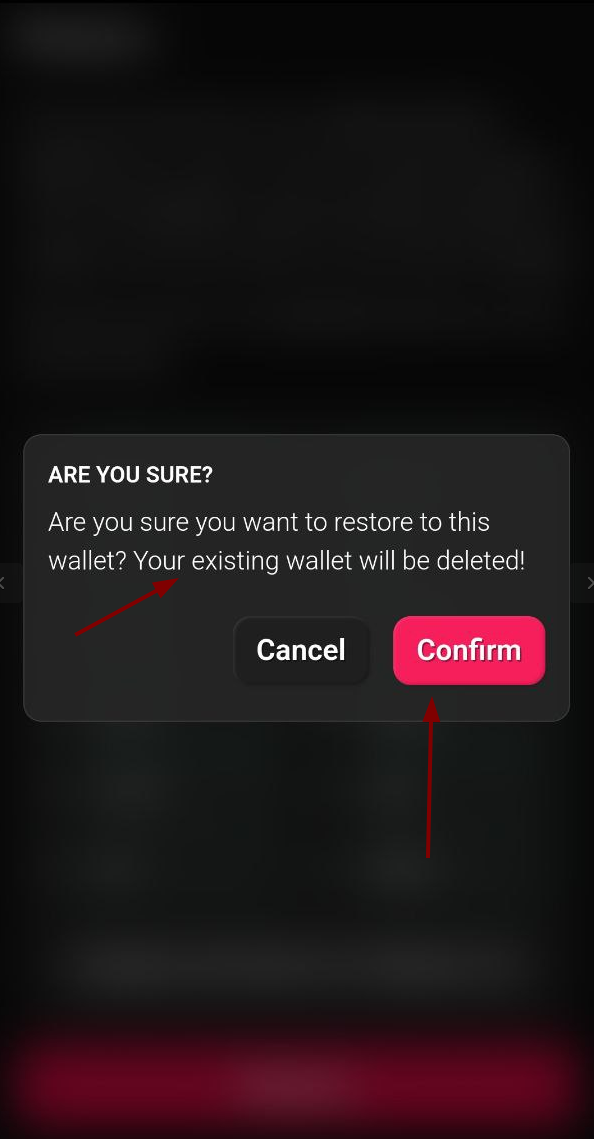 ARE YOU SURE?
Are you sure you want to restore to this
wallet? Your existing wallet will be deleted!
Cancel
Confirm